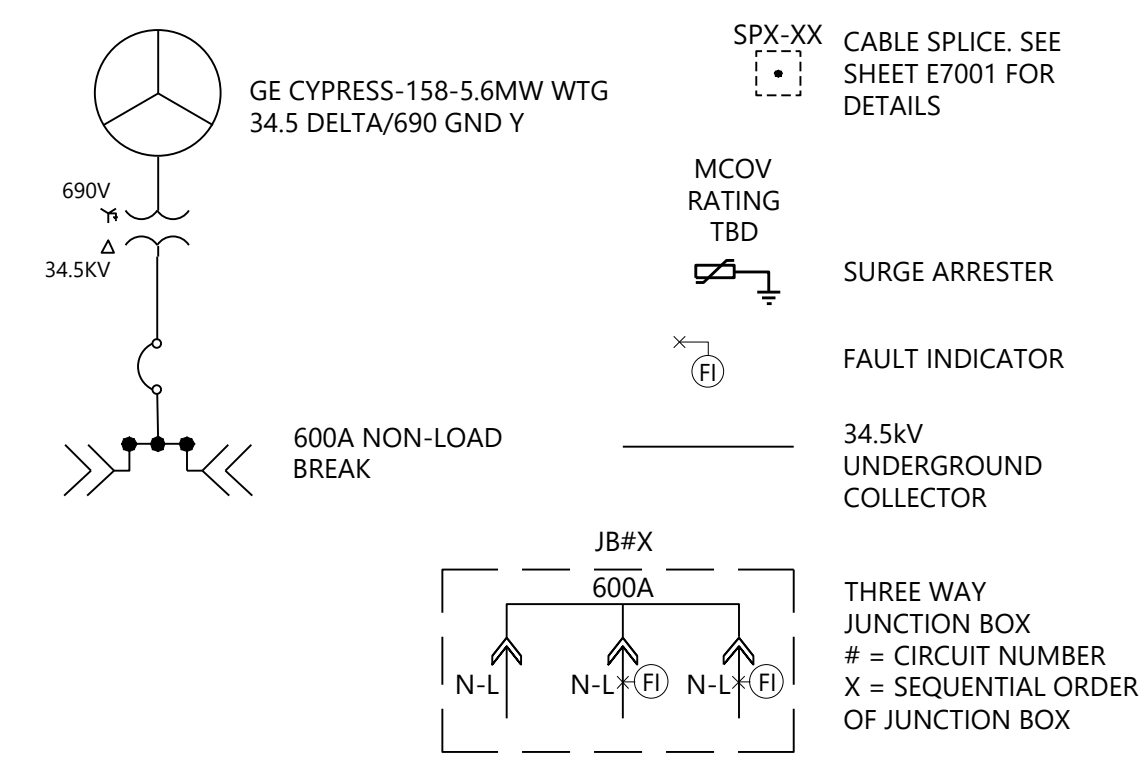 GE CYPRESS-158-5.6MW WTG
34.5 DELTA/690 GND Y
690V
34.5KV
600A NON-LOAD
BREAK
SPX-XX
CABLE SPLICE. SEE
SHEET E7001 FOR
DETAILS
MCOV
RATING
TBD
SURGE ARRESTER
FI
FAULT INDICATOR
34.5kV
UNDERGROUND
COLLECTOR
JB#X
600A
N-L
N-L
FI
N-L
FI
THREE WAY
JUNCTION BOX
# = CIRCUIT NUMBER
X = SEQUENTIAL ORDER
OF JUNCTION BOX